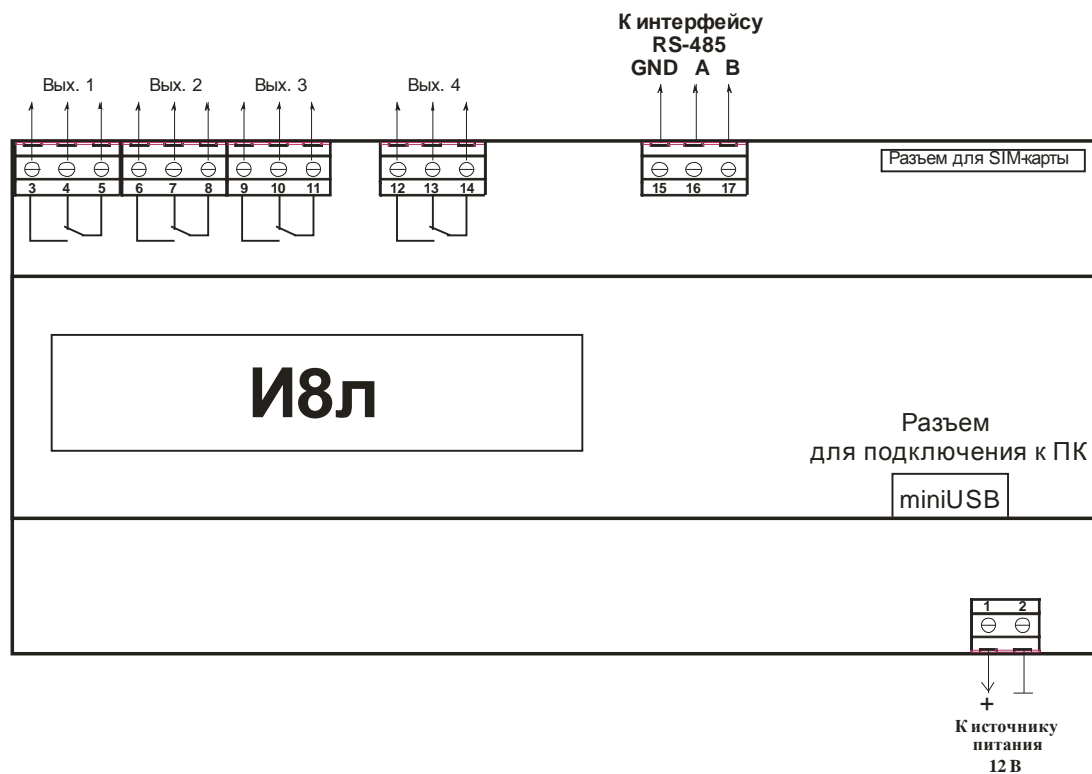 К интерфейсу
RS-485
GND A B
Вых. 1 Вых. 2 Вых. 3 Вых. 4
Разъем для SIM-карты
3 4 5 6 7 8 9 10 11 12 13 14 15 16 17
И8л
Разъем
для подключения к ПК
miniUSB
1 2
+
К источнику
питания
12 В